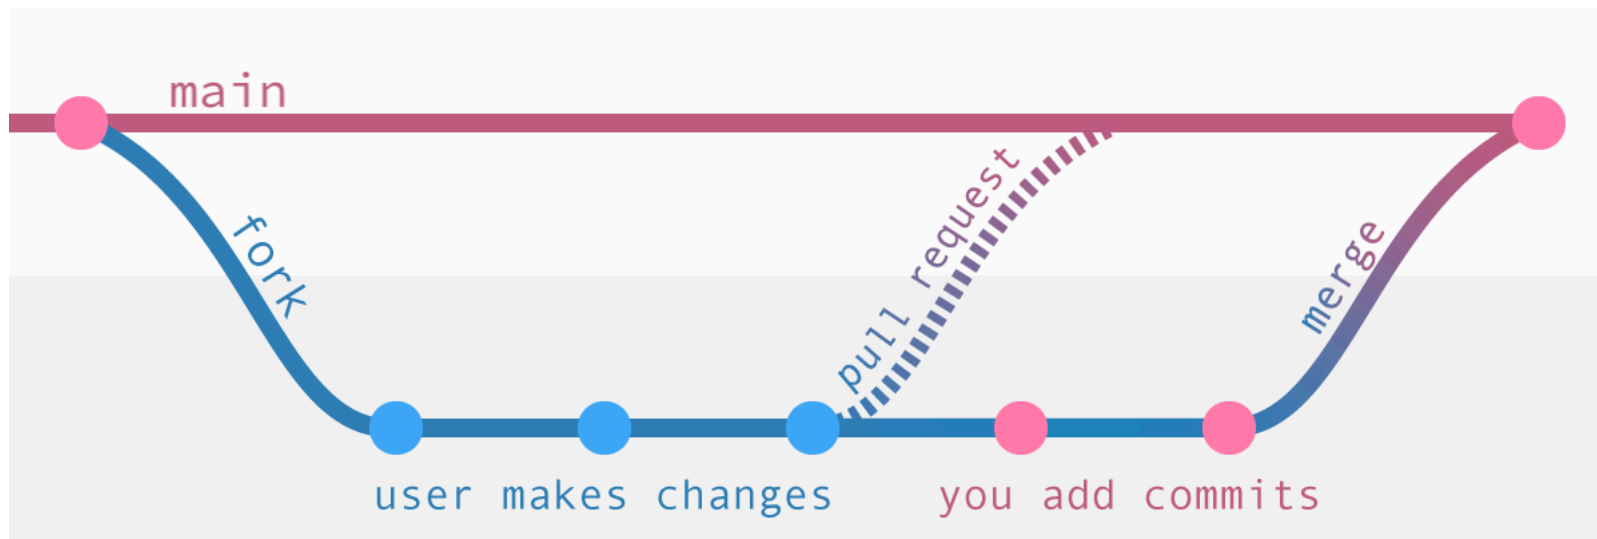 main
fork
pull request
merge
user makes changes
you add commits